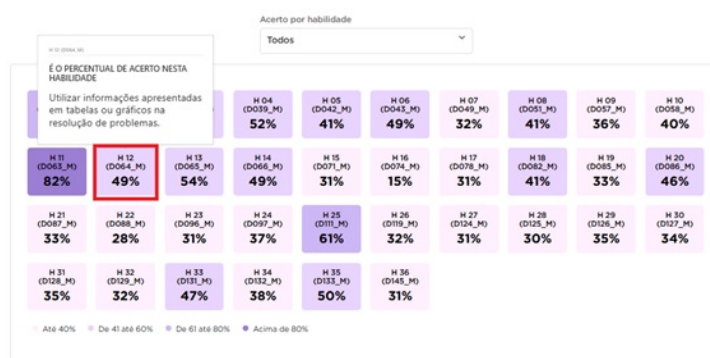 Acerto por habilidade
Todos
H 12 (D064_M)
É O PERCENTUAL DE ACERTO NESTA
HABILIDADE
Utilizar informações apresentadas
em tabelas ou gráficos na
resolução de problemas.
H 04 H 05 H 06 H 07 H 08 H 09 H 10
(D039_M) (D042_M) (D043_M) (D049_M) (D051_M) (D057_M) (D058_M)
52% 41% 49% 32% 41% 36% 40%
H 11 H 12 H 13 H 14 H 15 H 16 H 17 H 18 H 19 H 20
(D063_M) (D064_M) (D065_M) (D066_M) (D071_M) (D074_M) (D078_M) (D082_M) (D085_M) (D086_M)
82% 49% 54% 49% 31% 15% 31% 41% 33% 46%
H 21 H 22 H 23 H 24 H 25 H 26 H 27 H 28 H 29 H 30
(D087_M) (D088_M) (D096_M) (D097_M) (D111_M) (D119_M) (D124_M) (D125_M) (D126_M) (D127_M)
33% 28% 31% 37% 61% 32% 31% 30% 35% 34%
H 31 H 32 H 33 H 34 H 35 H 36
(D128_M) (D129_M) (D131_M) (D132_M) (D133_M) (D145_M)
35% 32% 47% 38% 50% 31%
Até 40% De 41 até 60% De 61 até 80% Acima de 80%